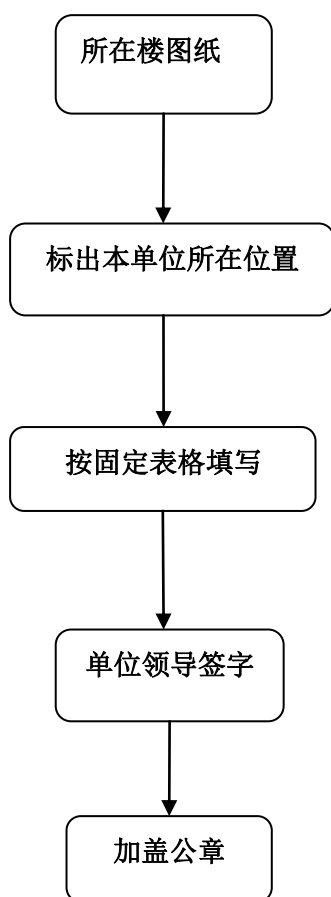 所在楼图纸
标出本单位所在位置
按固定表格填写
单位领导签字
加盖公章